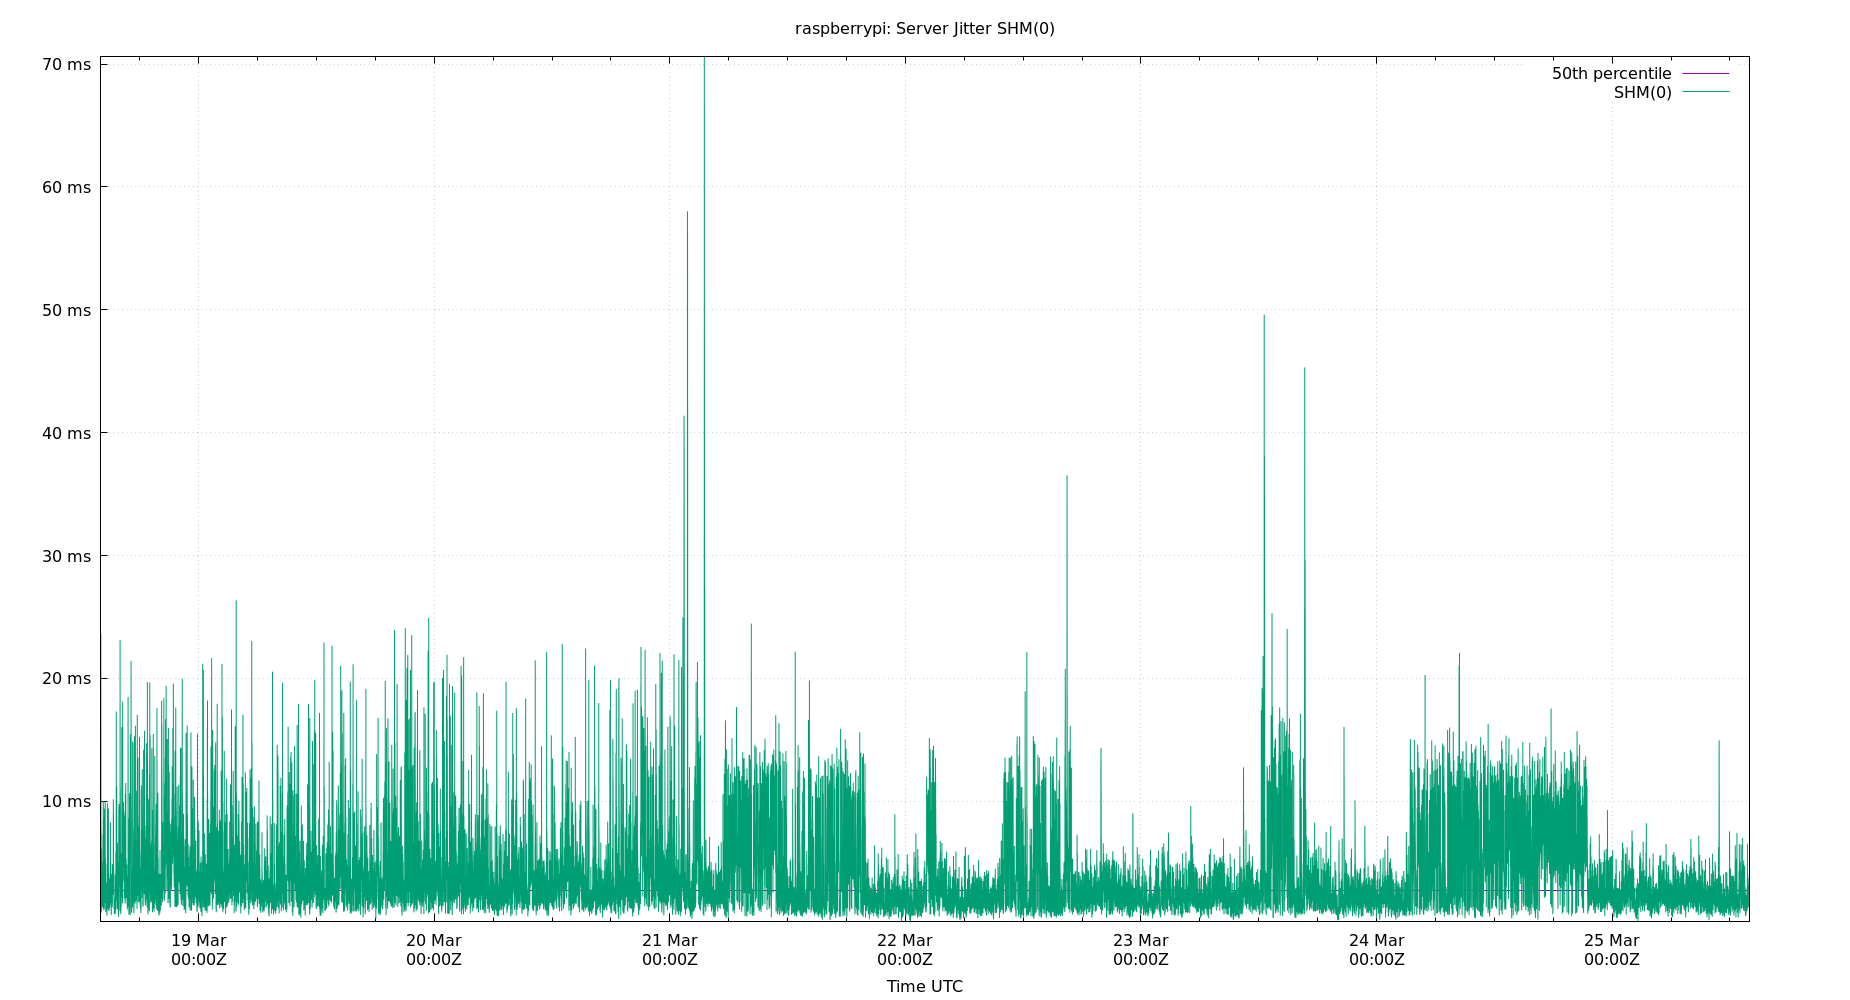 raspberrypi: Server Jitter SHM(0)
70 ms
60 ms
50 ms
40 ms
30 ms
20 ms
10 ms
50th percentile
SHM(0)
19 Mar
00:00Z
20 Mar
00:00Z
21 Mar
00:00Z
22 Mar
00:00Z
23 Mar
00:00Z
24 Mar
00:00Z
25 Mar
00:00Z
Time UTC